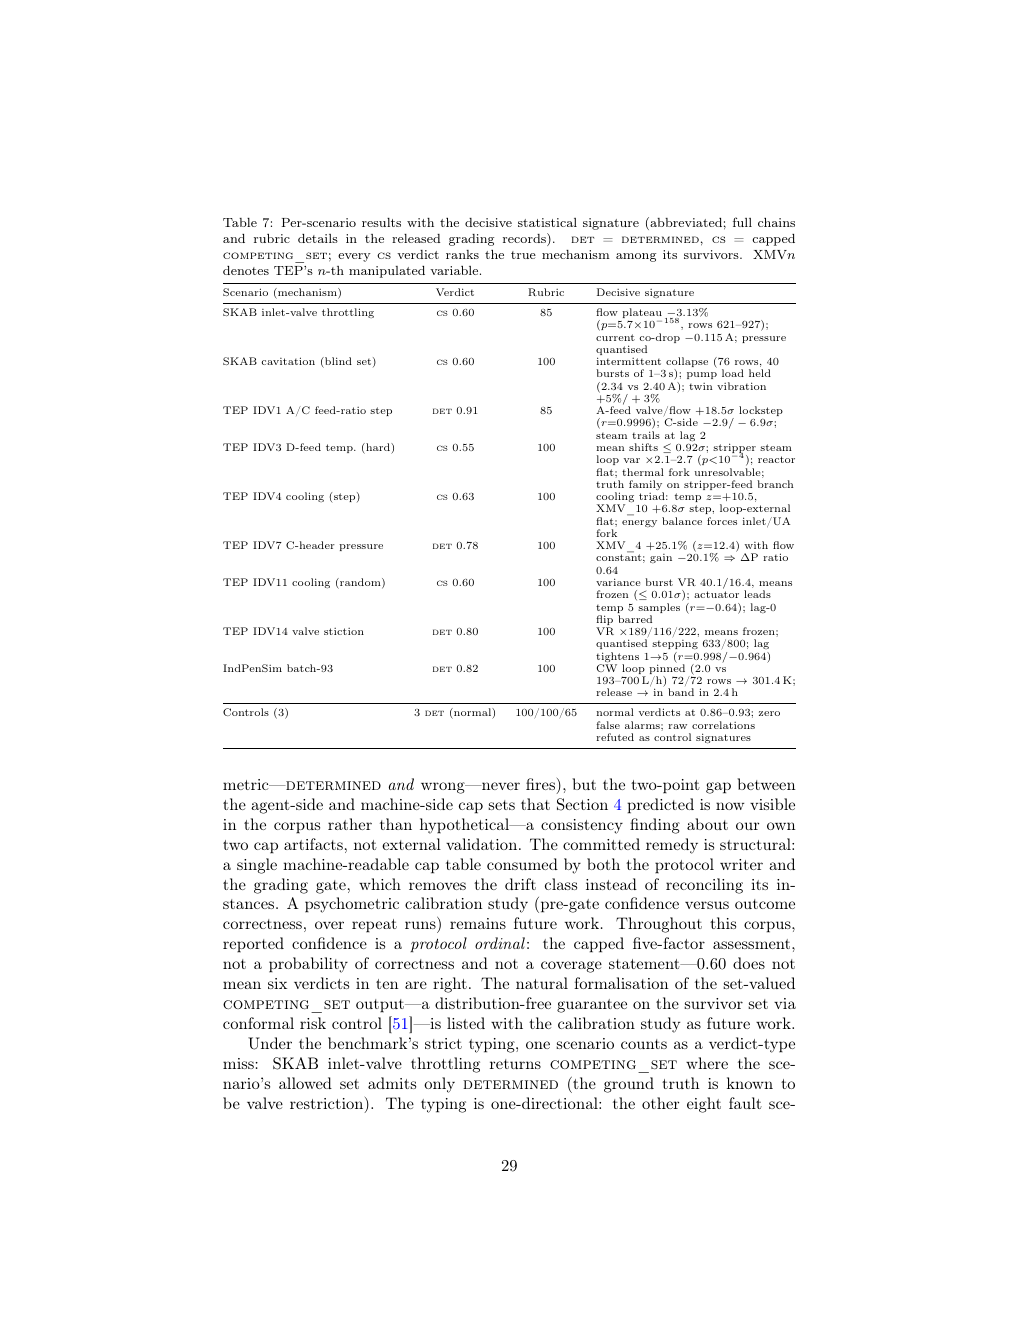 Table 7: Per-scenario results with the decisive statistical signature (abbreviated; full chains
and rubric details in the released grading records). DET = DETERMINED, CS = capped
COMPETING_SET; every CS verdict ranks the true mechanism among its survivors. XMVn
denotes TEP's n-th manipulated variable.
Scenario (mechanism) Verdict Rubric Decisive signature
SKAB inlet-valve throttling CS 0.60 85 flow plateau −3.13%
(p=5.7×10−158, rows 621–927);
current co-drop −0.115 A; pressure
quantised
SKAB cavitation (blind set) CS 0.60 100 intermittent collapse (76 rows, 40
bursts of 1–3 s); pump load held
(2.34 vs 2.40 A); twin vibration
+5%/ + 3%
TEP IDV1 A/C feed-ratio step DET 0.91 85 A-feed valve/flow +18.5σ lockstep
(r=0.9996); C-side −2.9/ − 6.9σ;
steam trails at lag 2
TEP IDV3 D-feed temp. (hard) CS 0.55 100 mean shifts ≤ 0.92σ; stripper steam
loop var ×2.1–2.7 (p<10−4); reactor
flat; thermal fork unresolvable;
truth family on stripper-feed branch
TEP IDV4 cooling (step) CS 0.63 100 cooling triad: temp z=+10.5,
XMV_10 +6.8σ step, loop-external
flat; energy balance forces inlet/UA
fork
TEP IDV7 C-header pressure DET 0.78 100 XMV_4 +25.1% (z=12.4) with flow
constant; gain −20.1% ⇒ ΔP ratio
0.64
TEP IDV11 cooling (random) CS 0.60 100 variance burst VR 40.1/16.4, means
frozen (≤ 0.01σ); actuator leads
temp 5 samples (r=−0.64); lag-0
flip barred
TEP IDV14 valve stiction DET 0.80 100 VR ×189/116/222, means frozen;
quantised stepping 633/800; lag
tightens 1→5 (r=0.998/−0.964)
IndPenSim batch-93 DET 0.82 100 CW loop pinned (2.0 vs
193–700 L/h) 72/72 rows → 301.4 K;
release → in band in 2.4 h
Controls (3) 3 DET (normal) 100/100/65 normal verdicts at 0.86–0.93; zero
false alarms; raw correlations
refuted as control signatures
metric—DETERMINED and wrong—never fires), but the two-point gap between
the agent-side and machine-side cap sets that Section 4 predicted is now visible
in the corpus rather than hypothetical—a consistency finding about our own
two cap artifacts, not external validation. The committed remedy is structural:
a single machine-readable cap table consumed by both the protocol writer and
the grading gate, which removes the drift class instead of reconciling its in-
stances. A psychometric calibration study (pre-gate confidence versus outcome
correctness, over repeat runs) remains future work. Throughout this corpus,
reported confidence is a protocol ordinal: the capped five-factor assessment,
not a probability of correctness and not a coverage statement—0.60 does not
mean six verdicts in ten are right. The natural formalisation of the set-valued
COMPETING_SET output—a distribution-free guarantee on the survivor set via
conformal risk control [51]—is listed with the calibration study as future work.
Under the benchmark's strict typing, one scenario counts as a verdict-type
miss: SKAB inlet-valve throttling returns COMPETING_SET where the sce-
nario's allowed set admits only DETERMINED (the ground truth is known to
be valve restriction). The typing is one-directional: the other eight fault sce-
29